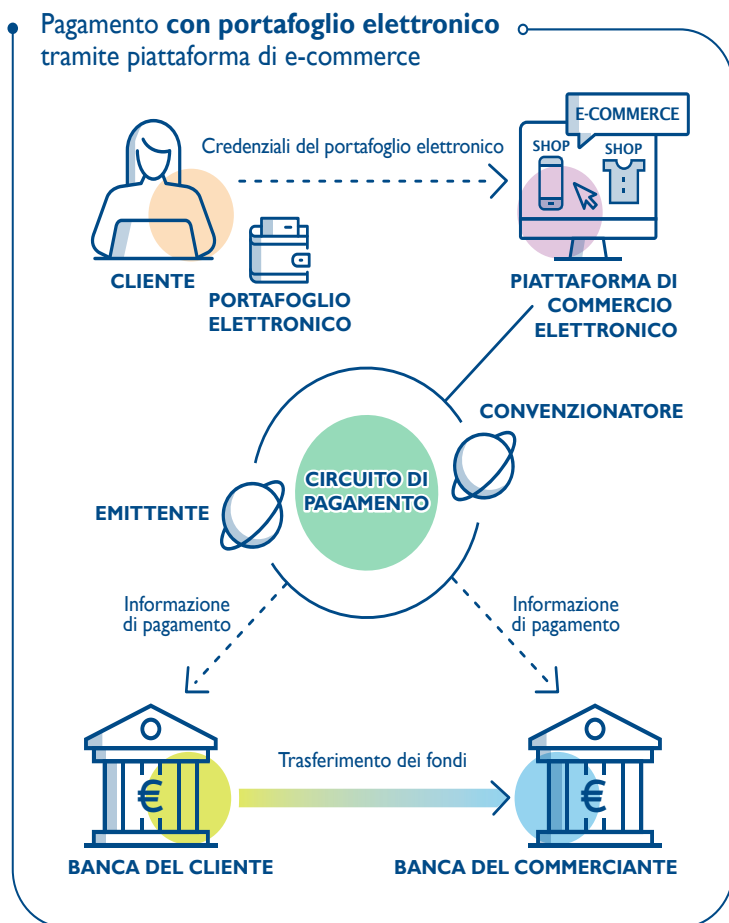 Pagamento con portafoglio elettronico
tramite piattaforma di e-commerce
E-COMMERCE
SHOP
SHOP
Credenziali del portafoglio elettronico
CLIENTE
PORTAFOGLIO
ELETTRONICO
PIATTAFORMA DI
COMMERCIO
ELETTRONICO
CONVENZIONATORE
CIRCUITO DI
PAGAMENTO
EMITTENTE
Informazione
di pagamento
Informazione
di pagamento
Trasferimento dei fondi
€
€
BANCA DEL CLIENTE
BANCA DEL COMMERCIANTE